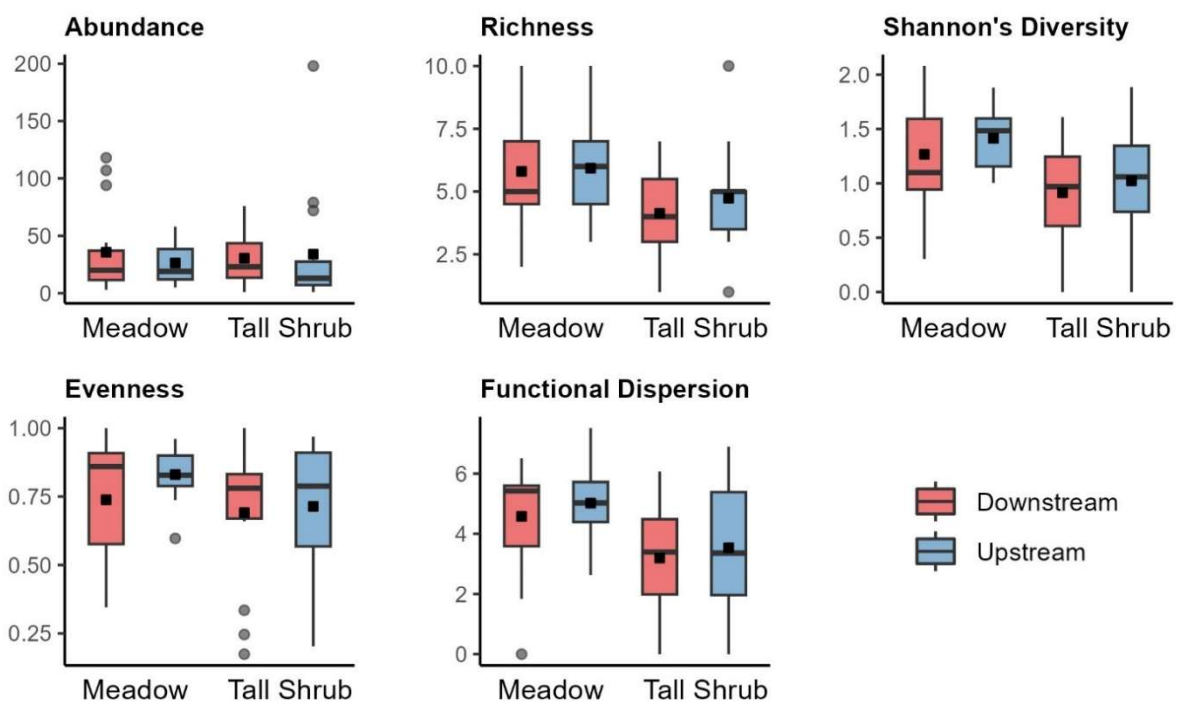 Abundance
200
150
100
50
0
Meadow Tall Shrub
Richness
10.0
7.5
5.0
2.5
Meadow Tall Shrub
Shannon's Diversity
2.0
1.5
1.0
0.5
0.0
Meadow Tall Shrub
Evenness
1.00
0.75
0.50
0.25
Meadow Tall Shrub
Functional Dispersion
6
4
2
0
Meadow Tall Shrub
Downstream
Upstream